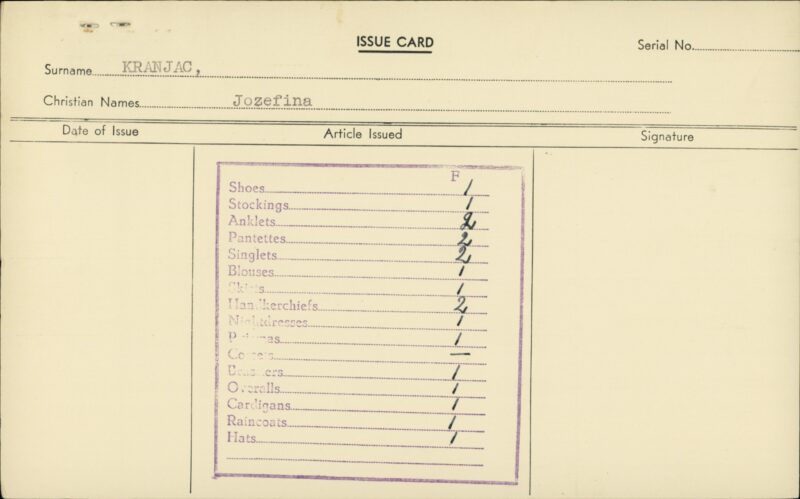 ISSUE CARD
Serial No.
Surname KRANJAC,
Christian Names Jozefina
Date of Issue Article Issued Signature
F
Shoes 1
Stockings 1
Anklets 2
Pantettes 2
Singlets 2
Blouses 1
Skirts 1
Handkerchiefs 2
Nightdresses 1
1
—
1
Overalls 1
Cardigans 1
Raincoats 1
Hats 1